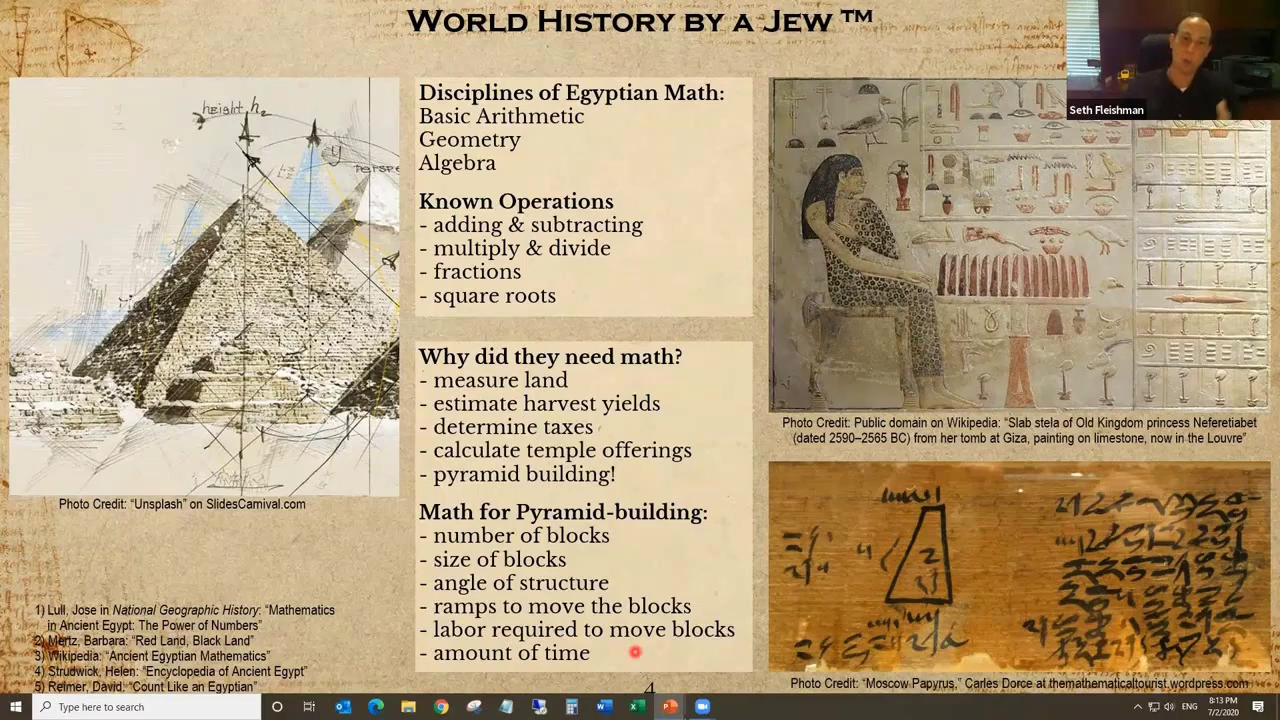 WORLD HISTORY BY A JEW ™
Seth Fleishman
height h₂
Photo Credit: “Unsplash” on SlidesCarnival.com
1) Lull, Jose in National Geographic History: “Mathematics
in Ancient Egypt: The Power of Numbers”
2) Mertz, Barbara: “Red Land, Black Land”
3) Wikipedia: “Ancient Egyptian Mathematics”
4) Strudwick, Helen: “Encyclopedia of Ancient Egypt”
5) Reimer, David: “Count Like an Egyptian”
Disciplines of Egyptian Math:
Basic Arithmetic
Geometry
Algebra
Known Operations
- adding & subtracting
- multiply & divide
- fractions
- square roots
Why did they need math?
- measure land
- estimate harvest yields
- determine taxes
- calculate temple offerings
- pyramid building!
Math for Pyramid-building:
- number of blocks
- size of blocks
- angle of structure
- ramps to move the blocks
- labor required to move blocks
- amount of time
4
Photo Credit: Public domain on Wikipedia: “Slab stela of Old Kingdom princess Neferetiabet
(dated 2590–2565 BC) from her tomb at Giza, painting on limestone, now in the Louvre”
Photo Credit: “Moscow Papyrus,” Carles Dorce at themathematicaltourist.wordpress.com
Type here to search
8:13 PM
7/2/2020